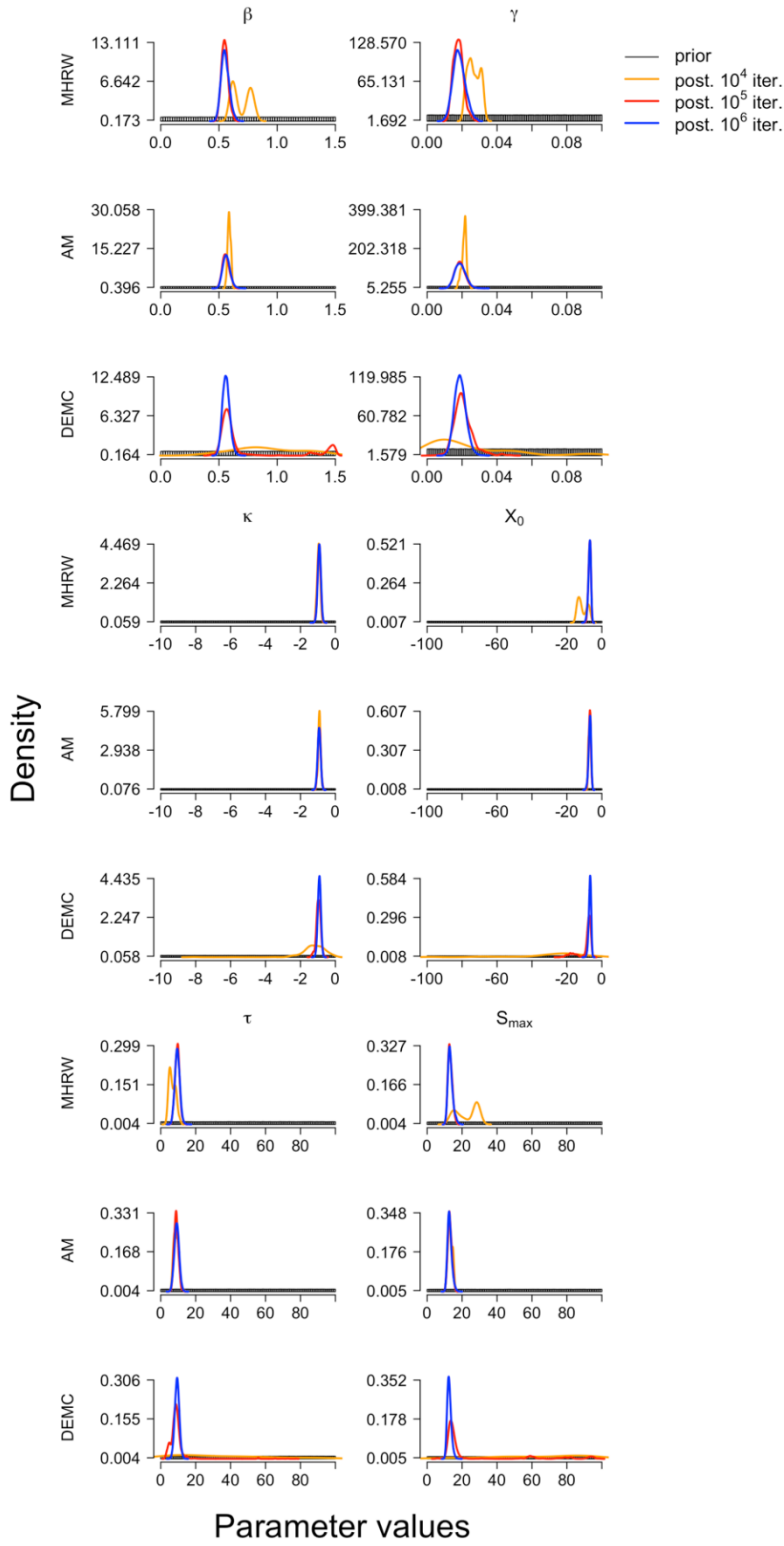 β γ
13.111 128.570 prior
MHRW 6.642 65.131 post. 10⁴ iter.
0.173 1.692 post. 10⁵ iter.
post. 10⁶ iter.
0.0 0.5 1.0 1.5 0.00 0.04 0.08
30.058 399.381
AM 15.227 202.318
0.396 5.255
0.0 0.5 1.0 1.5 0.00 0.04 0.08
12.489 119.985
DEMC 6.327 60.782
0.164 1.579
0.0 0.5 1.0 1.5 0.00 0.04 0.08
κ X₀
4.469 0.521
MHRW 2.264 0.264
0.059 0.007
-10 -8 -6 -4 -2 0 -100 -60 -20 0
Density
5.799 0.607
AM 2.938 0.307
0.076 0.008
-10 -8 -6 -4 -2 0 -100 -60 -20 0
4.435 0.584
DEMC 2.247 0.296
0.058 0.008
-10 -8 -6 -4 -2 0 -100 -60 -20 0
τ Smax
0.299 0.327
MHRW 0.151 0.166
0.004 0.004
0 20 40 60 80 0 20 40 60 80
0.331 0.348
AM 0.168 0.176
0.004 0.005
0 20 40 60 80 0 20 40 60 80
0.306 0.352
DEMC 0.155 0.178
0.004 0.005
0 20 40 60 80 0 20 40 60 80
Parameter values